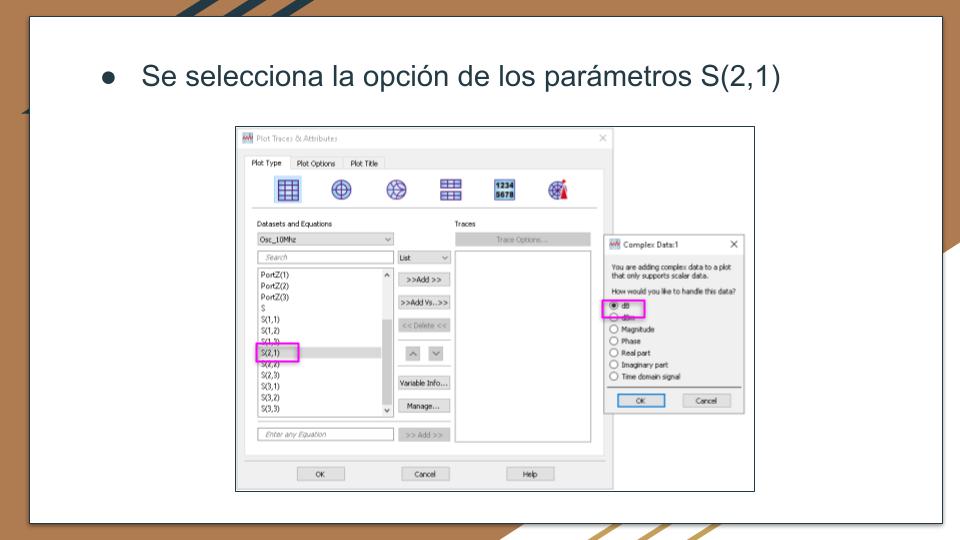 ● Se selecciona la opción de los parámetros S(2,1)
Plot Traces & Attributes
Plot Type Plot Options Plot Title
1234
5678
Datasets and Equations
Traces
Osc_10Mhz
Trace Options...
Search
List
PortZ(1)
PortZ(2)
PortZ(3)
S
S(1,1)
S(1,2)
S(1,3)
S(2,1)
S(2,2)
S(2,3)
S(3,1)
S(3,2)
S(3,3)
>>Add >>
>>Add Vs..>>
<< Delete <<
Variable Info...
Manage...
Enter any Equation
>> Add >>
OK Cancel Help
Complex Data:1
You are adding complex data to a plot
that only supports scalar data.
How would you like to handle this data?
dB
dBm
Magnitude
Phase
Real part
Imaginary part
Time domain signal
OK Cancel